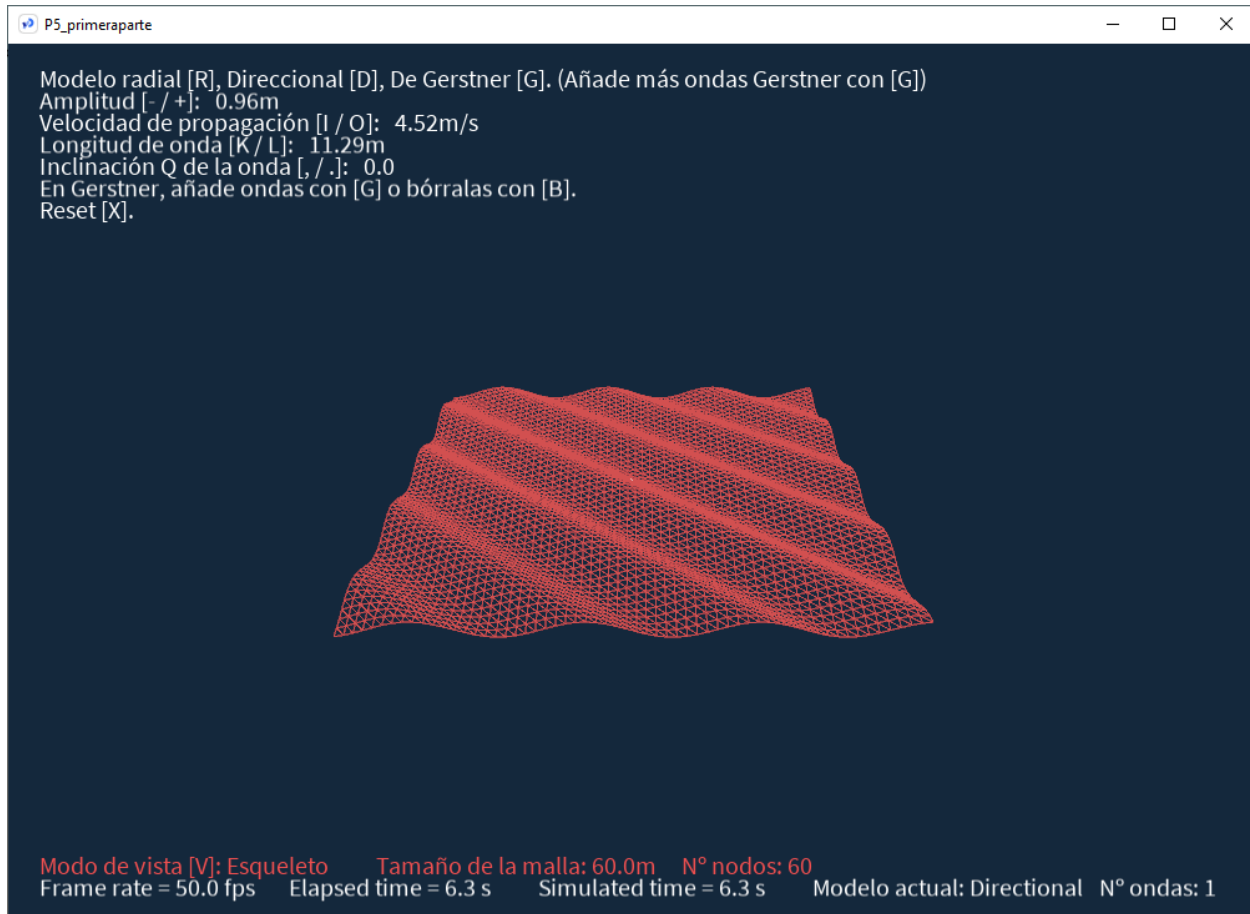 P5_primeraparte
Modelo radial [R], Direccional [D], De Gerstner [G]. (Añade más ondas Gerstner con [G])
Amplitud [- / +]: 0.96m
Velocidad de propagación [I / O]: 4.52m/s
Longitud de onda [K / L]: 11.29m
Inclinación Q de la onda [, / .]: 0.0
En Gerstner, añade ondas con [G] o bórralas con [B].
Reset [X].
Modo de vista [V]: Esqueleto Tamaño de la malla: 60.0m Nº nodos: 60
Frame rate = 50.0 fps Elapsed time = 6.3 s Simulated time = 6.3 s Modelo actual: Directional Nº ondas: 1